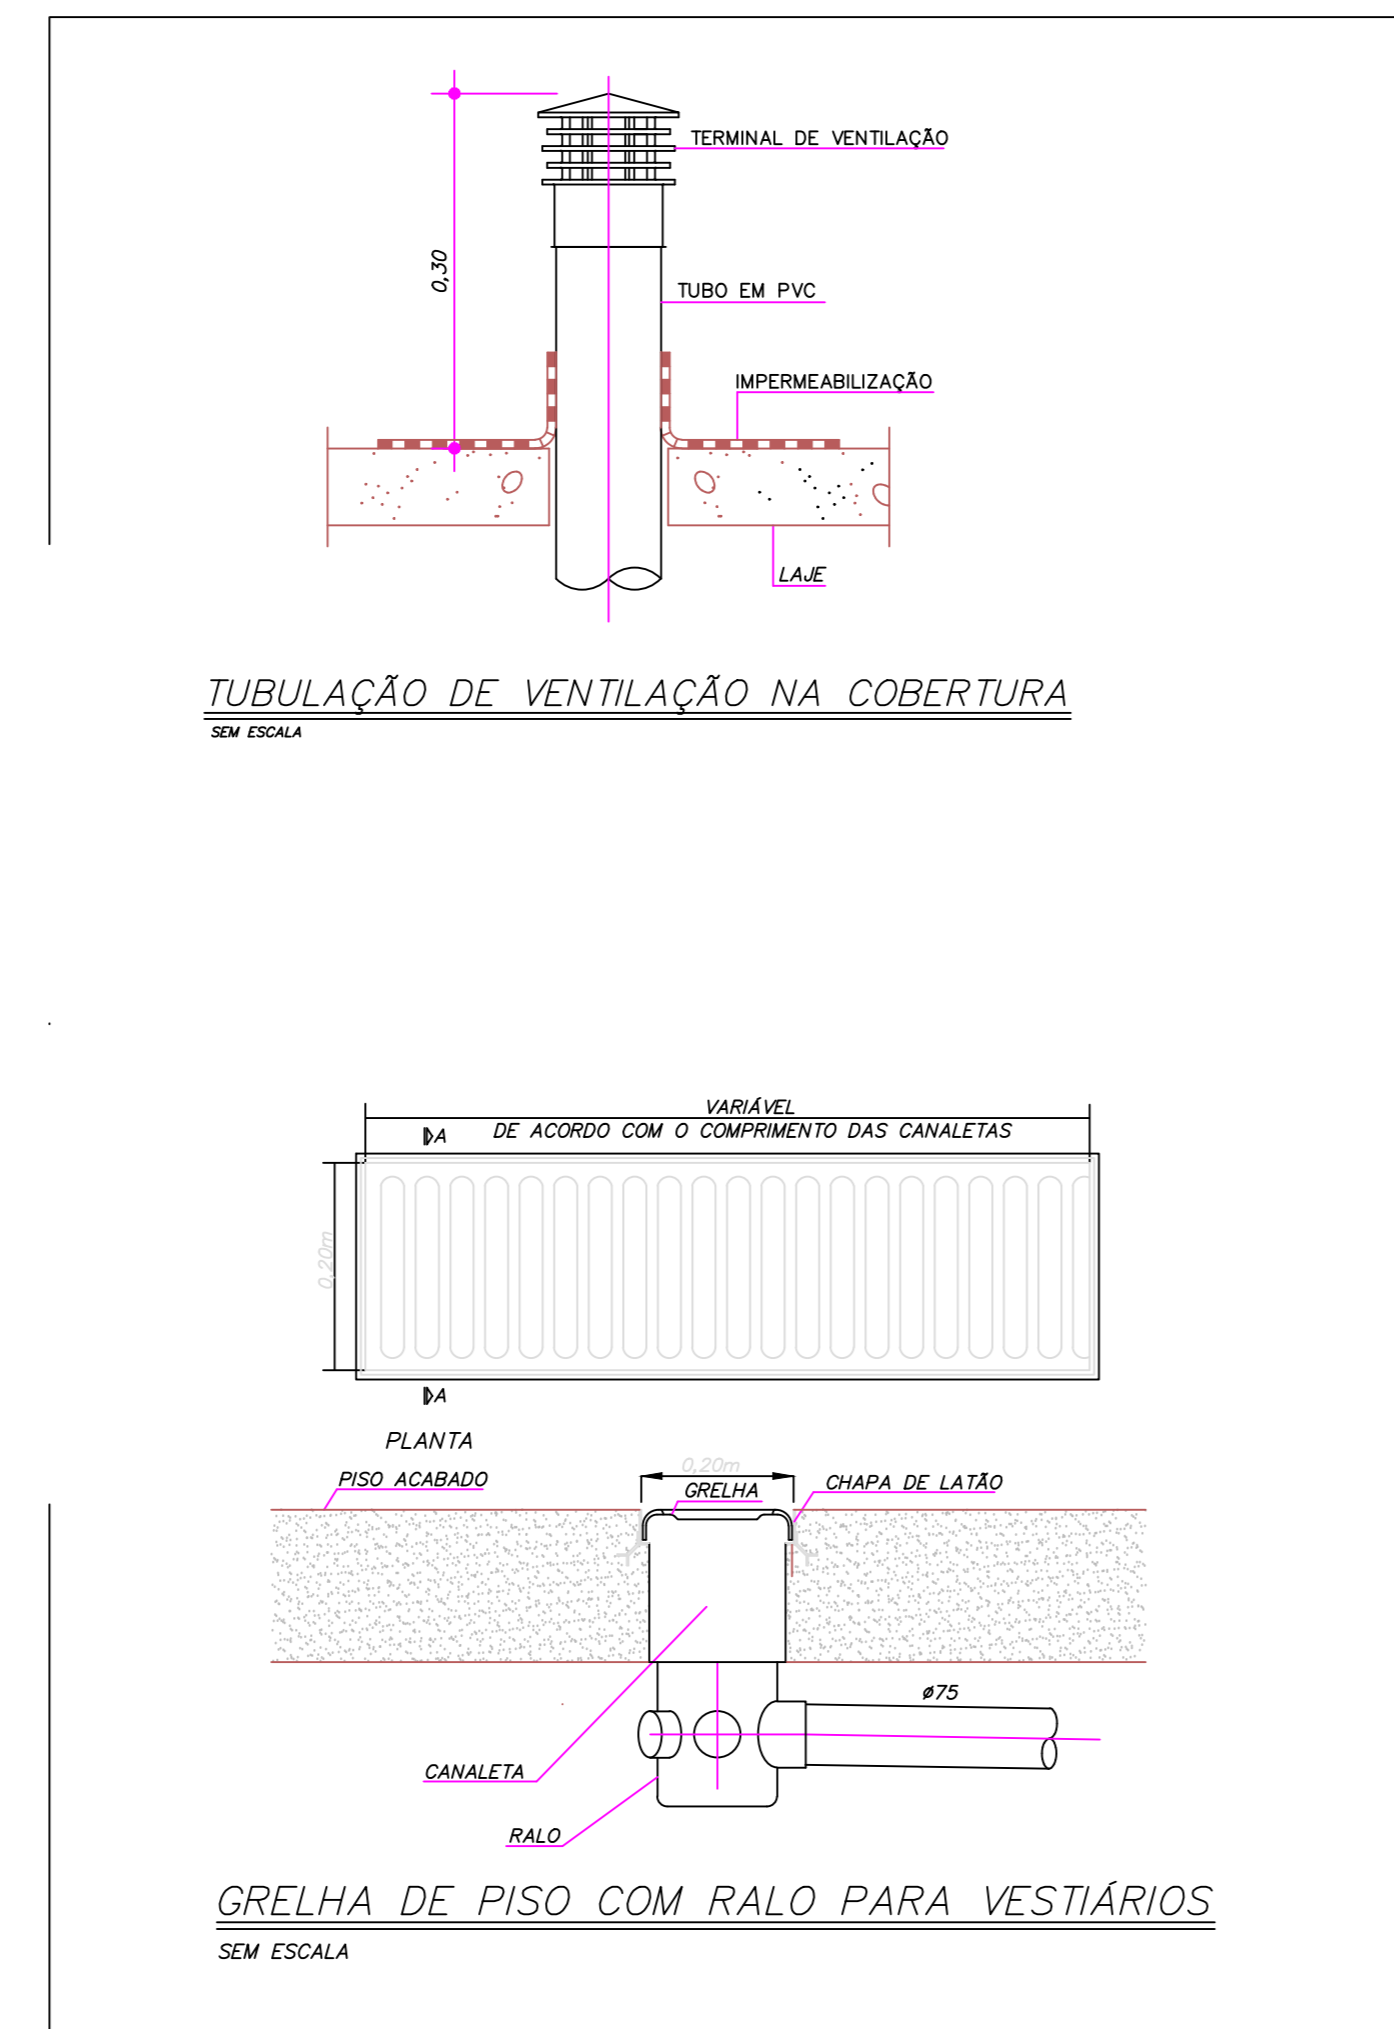 TERMINAL DE VENTILAÇÃO
0,30
TUBO EM PVC
IMPERMEABILIZAÇÃO
LAJE
TUBULAÇÃO DE VENTILAÇÃO NA COBERTURA
SEM ESCALA
VARIÁVEL
DE ACORDO COM O COMPRIMENTO DAS CANALETAS
A
0,20m
A
PLANTA
0,20m
PISO ACABADO
GRELHA
CHAPA DE LATÃO
ø75
CANALETA
RALO
GRELHA DE PISO COM RALO PARA VESTIÁRIOS
SEM ESCALA